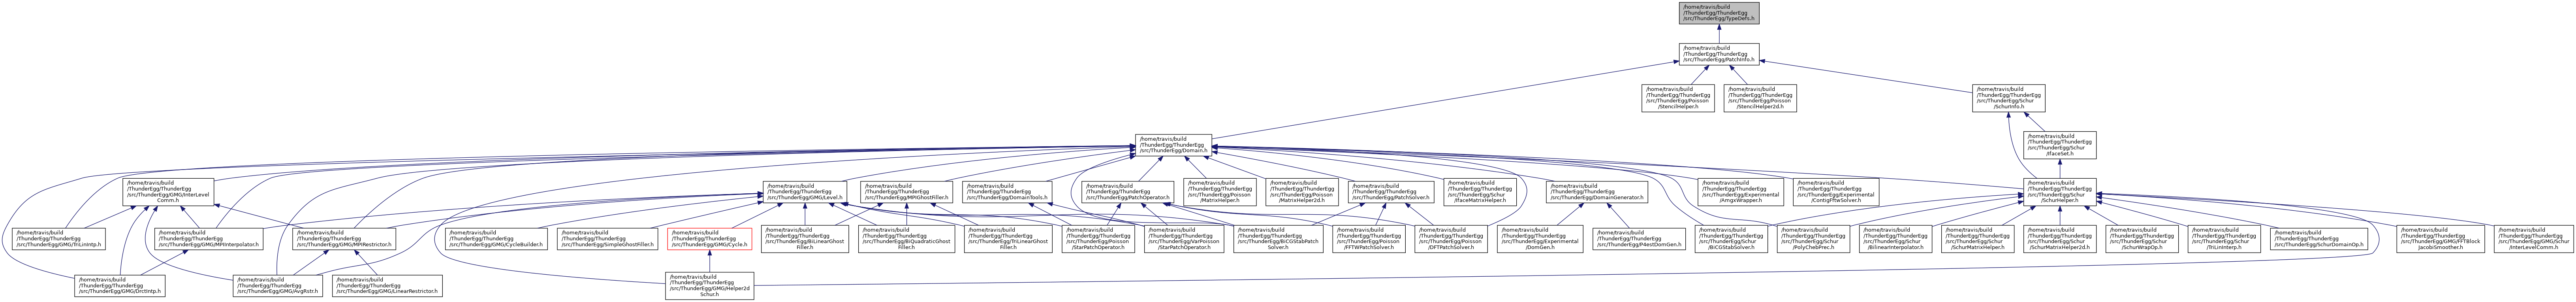 /home/travis/build
/ThunderEgg/ThunderEgg
/src/ThunderEgg/TypeDefs.h
/home/travis/build
/ThunderEgg/ThunderEgg
/src/ThunderEgg/PatchInfo.h
/home/travis/build
/ThunderEgg/ThunderEgg
/src/ThunderEgg/Poisson
/StencilHelper.h
/home/travis/build
/ThunderEgg/ThunderEgg
/src/ThunderEgg/Poisson
/StencilHelper2d.h
/home/travis/build
/ThunderEgg/ThunderEgg
/src/ThunderEgg/Schur
/SchurInfo.h
/home/travis/build
/ThunderEgg/ThunderEgg
/src/ThunderEgg/Domain.h
/home/travis/build
/ThunderEgg/ThunderEgg
/src/ThunderEgg/Schur
/IfaceSet.h
/home/travis/build
/ThunderEgg/ThunderEgg
/src/ThunderEgg/GMG/InterLevel
Comm.h
/home/travis/build
/ThunderEgg/ThunderEgg
/src/ThunderEgg/GMG/Level.h
/home/travis/build
/ThunderEgg/ThunderEgg
/src/ThunderEgg/MPIGhostFiller.h
/home/travis/build
/ThunderEgg/ThunderEgg
/src/ThunderEgg/DomainTools.h
/home/travis/build
/ThunderEgg/ThunderEgg
/src/ThunderEgg/PatchOperator.h
/home/travis/build
/ThunderEgg/ThunderEgg
/src/ThunderEgg/Poisson
/MatrixHelper.h
/home/travis/build
/ThunderEgg/ThunderEgg
/src/ThunderEgg/Poisson
/MatrixHelper2d.h
/home/travis/build
/ThunderEgg/ThunderEgg
/src/ThunderEgg/PatchSolver.h
/home/travis/build
/ThunderEgg/ThunderEgg
/src/ThunderEgg/Schur
/IfaceMatrixHelper.h
/home/travis/build
/ThunderEgg/ThunderEgg
/src/ThunderEgg/DomainGenerator.h
/home/travis/build
/ThunderEgg/ThunderEgg
/src/ThunderEgg/Experimental
/AmgxWrapper.h
/home/travis/build
/ThunderEgg/ThunderEgg
/src/ThunderEgg/Experimental
/ContigFftwSolver.h
/home/travis/build
/ThunderEgg/ThunderEgg
/src/ThunderEgg/Schur
/SchurHelper.h
/home/travis/build
/ThunderEgg/ThunderEgg
/src/ThunderEgg/GMG/TriLinIntp.h
/home/travis/build
/ThunderEgg/ThunderEgg
/src/ThunderEgg/GMG/MPIInterpolator.h
/home/travis/build
/ThunderEgg/ThunderEgg
/src/ThunderEgg/GMG/MPIRestrictor.h
/home/travis/build
/ThunderEgg/ThunderEgg
/src/ThunderEgg/GMG/CycleBuilder.h
/home/travis/build
/ThunderEgg/ThunderEgg
/src/ThunderEgg/SimpleGhostFiller.h
/home/travis/build
/ThunderEgg/ThunderEgg
/src/ThunderEgg/GMG/Cycle.h
/home/travis/build
/ThunderEgg/ThunderEgg
/src/ThunderEgg/BiLinearGhost
Filler.h
/home/travis/build
/ThunderEgg/ThunderEgg
/src/ThunderEgg/BiQuadraticGhost
Filler.h
/home/travis/build
/ThunderEgg/ThunderEgg
/src/ThunderEgg/TriLinearGhost
Filler.h
/home/travis/build
/ThunderEgg/ThunderEgg
/src/ThunderEgg/Poisson
/StarPatchOperator.h
/home/travis/build
/ThunderEgg/ThunderEgg
/src/ThunderEgg/VarPoisson
/StarPatchOperator.h
/home/travis/build
/ThunderEgg/ThunderEgg
/src/ThunderEgg/BiCGStabPatch
Solver.h
/home/travis/build
/ThunderEgg/ThunderEgg
/src/ThunderEgg/Poisson
/FFTWPatchSolver.h
/home/travis/build
/ThunderEgg/ThunderEgg
/src/ThunderEgg/Poisson
/DFTPatchSolver.h
/home/travis/build
/ThunderEgg/ThunderEgg
/src/ThunderEgg/Experimental
/DomGen.h
/home/travis/build
/ThunderEgg/ThunderEgg
/src/ThunderEgg/P4estDomGen.h
/home/travis/build
/ThunderEgg/ThunderEgg
/src/ThunderEgg/Schur
/BiCGStabSolver.h
/home/travis/build
/ThunderEgg/ThunderEgg
/src/ThunderEgg/Schur
/PolyChebPrec.h
/home/travis/build
/ThunderEgg/ThunderEgg
/src/ThunderEgg/Schur
/BilinearInterpolator.h
/home/travis/build
/ThunderEgg/ThunderEgg
/src/ThunderEgg/Schur
/SchurMatrixHelper.h
/home/travis/build
/ThunderEgg/ThunderEgg
/src/ThunderEgg/Schur
/SchurMatrixHelper2d.h
/home/travis/build
/ThunderEgg/ThunderEgg
/src/ThunderEgg/Schur
/SchurWrapOp.h
/home/travis/build
/ThunderEgg/ThunderEgg
/src/ThunderEgg/Schur
/TriLinInterp.h
/home/travis/build
/ThunderEgg/ThunderEgg
/src/ThunderEgg/SchurDomainOp.h
/home/travis/build
/ThunderEgg/ThunderEgg
/src/ThunderEgg/GMG/FFTBlock
JacobiSmoother.h
/home/travis/build
/ThunderEgg/ThunderEgg
/src/ThunderEgg/GMG/Schur
/InterLevelComm.h
/home/travis/build
/ThunderEgg/ThunderEgg
/src/ThunderEgg/GMG/DrctIntp.h
/home/travis/build
/ThunderEgg/ThunderEgg
/src/ThunderEgg/GMG/AvgRstr.h
/home/travis/build
/ThunderEgg/ThunderEgg
/src/ThunderEgg/GMG/LinearRestrictor.h
/home/travis/build
/ThunderEgg/ThunderEgg
/src/ThunderEgg/GMG/Helper2d
Schur.h